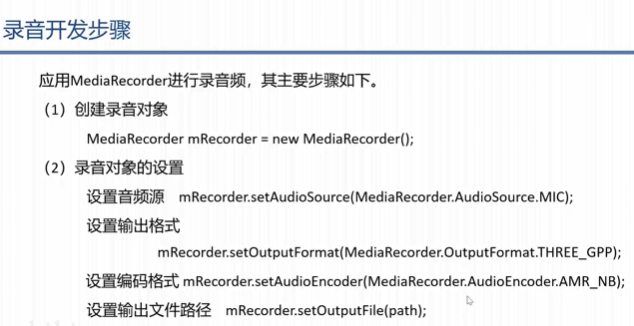 录音开发步骤
应用MediaRecorder进行录音频，其主要步骤如下。
（1）创建录音对象
MediaRecorder mRecorder = new MediaRecorder();
（2）录音对象的设置
设置音频源 mRecorder.setAudioSource(MediaRecorder.AudioSource.MIC);
设置输出格式
mRecorder.setOutputFormat(MediaRecorder.OutputFormat.THREE_GPP);
设置编码格式 mRecorder.setAudioEncoder(MediaRecorder.AudioEncoder.AMR_NB);
设置输出文件路径 mRecorder.setOutputFile(path);